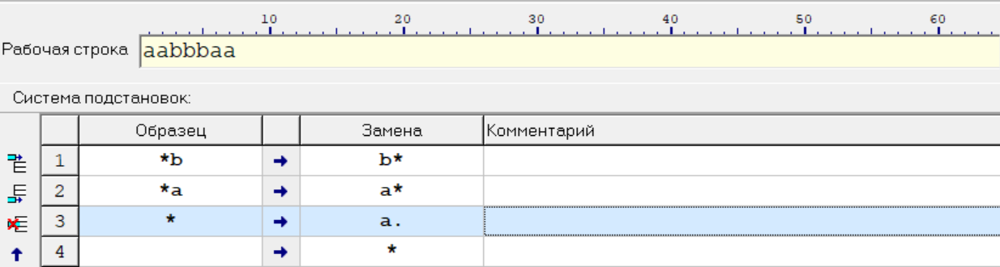 10 20 30 40 50 60
Рабочая строка aabbbaa
Система подстановок:
Образец Замена Комментарий
1 *b → b*
2 *a → a*
3 * → a.
4 → *